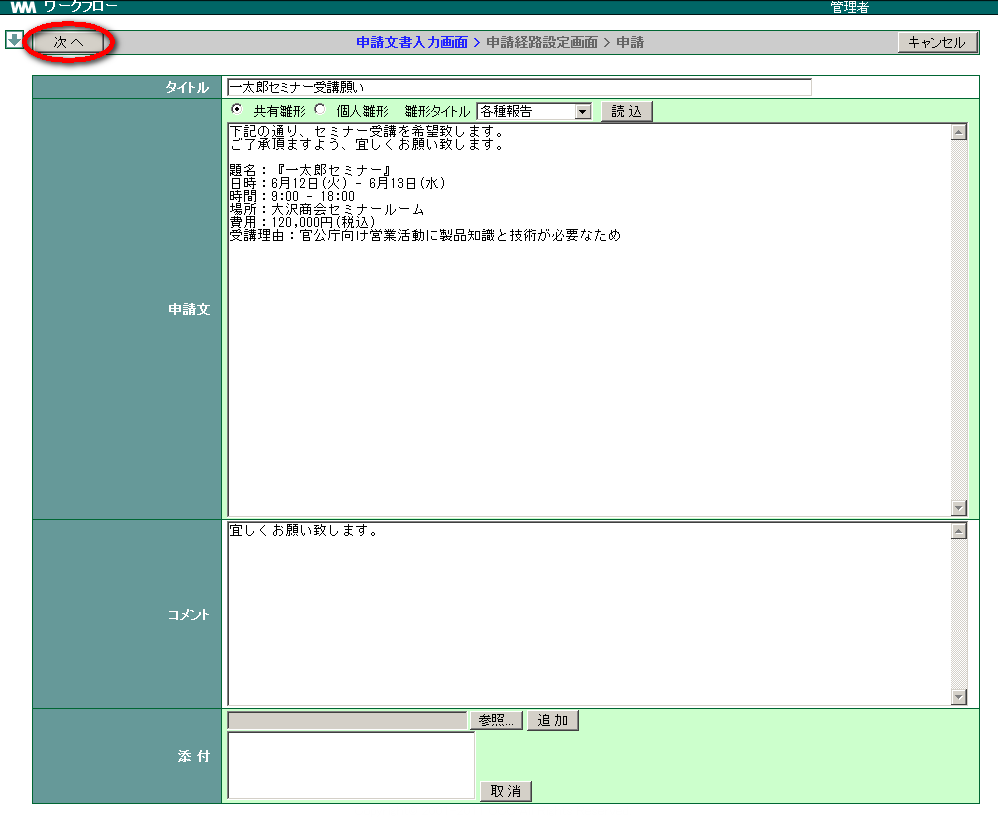 WM ワークフロー 管理者
次へ 申請文書入力画面 > 申請経路設定画面 > 申請 キャンセル
タイトル 一太郎セミナー受講願い
共有雛形 個人雛形 雛形タイトル 各種報告 読込
申請文
下記の通り、セミナー受講を希望致します。
ご了承頂ますよう、宜しくお願い致します。
題名：『一太郎セミナー』
日時：6月12日(火) - 6月13日(水)
時間：9:00 - 18:00
場所：大沢商会セミナールーム
費用：120,000円(税込)
受講理由：官公庁向け営業活動に製品知識と技術が必要なため
コメント
宜しくお願い致します。
添付
参照... 追加
取消